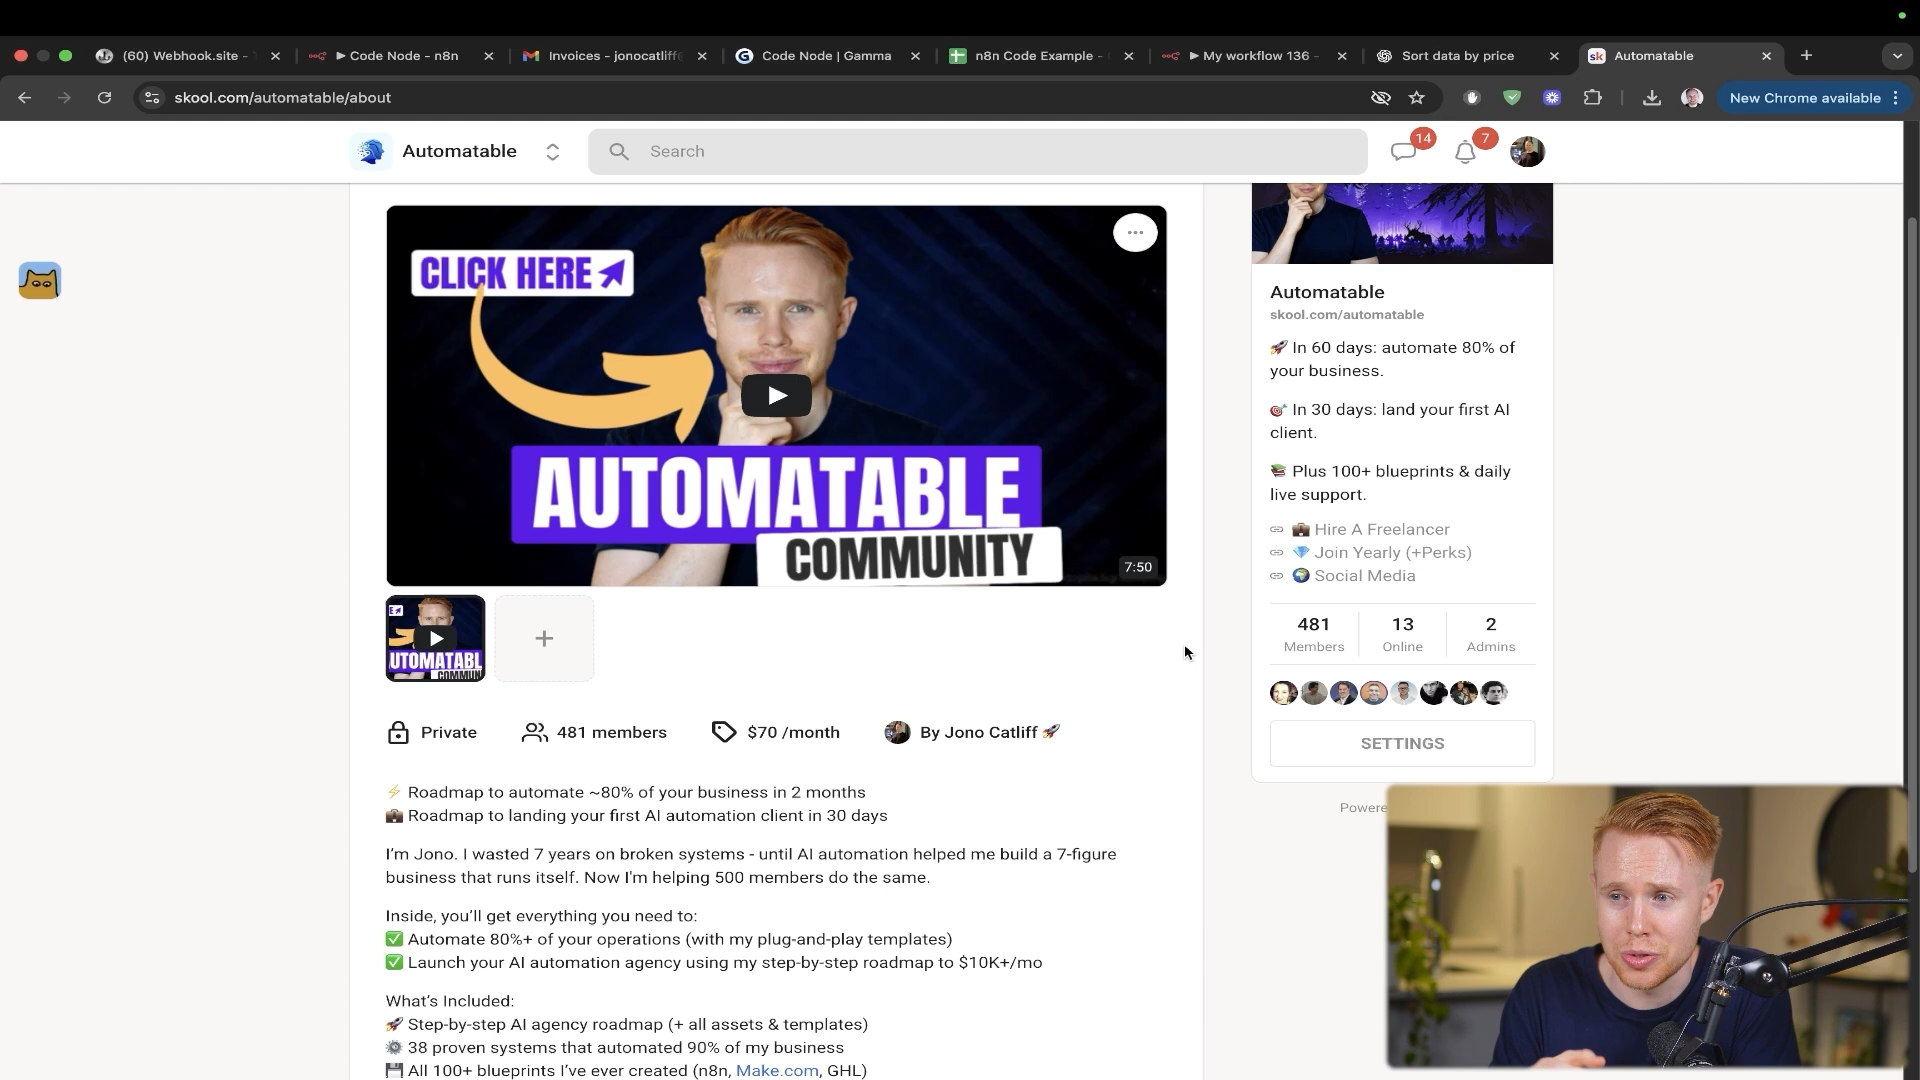 (60) Webhook.site -
Code Node - n8n
Invoices - jonocatliff
Code Node | Gamma
n8n Code Example -
My workflow 136 -
Sort data by price
sk
Automatable
skool.com/automatable/about
New Chrome available
Automatable
Search
14
7
CLICK HERE
AUTOMATABLE
COMMUNITY
7:50
UTOMATABL
COMMUN
Private
481 members
$70 /month
By Jono Catliff 🚀
⚡ Roadmap to automate ~80% of your business in 2 months
💼 Roadmap to landing your first AI automation client in 30 days
I'm Jono. I wasted 7 years on broken systems - until AI automation helped me build a 7-figure
business that runs itself. Now I'm helping 500 members do the same.
Inside, you'll get everything you need to:
✅ Automate 80%+ of your operations (with my plug-and-play templates)
✅ Launch your AI automation agency using my step-by-step roadmap to $10K+/mo
What's Included:
🚀 Step-by-step AI agency roadmap (+ all assets & templates)
⚙️ 38 proven systems that automated 90% of my business
💾 All 100+ blueprints I've ever created (n8n, Make.com, GHL)
Automatable
skool.com/automatable
🚀 In 60 days: automate 80% of
your business.
🎯 In 30 days: land your first AI
client.
📚 Plus 100+ blueprints & daily
live support.
💼 Hire A Freelancer
💎 Join Yearly (+Perks)
🌍 Social Media
481
Members
13
Online
2
Admins
SETTINGS
Powere